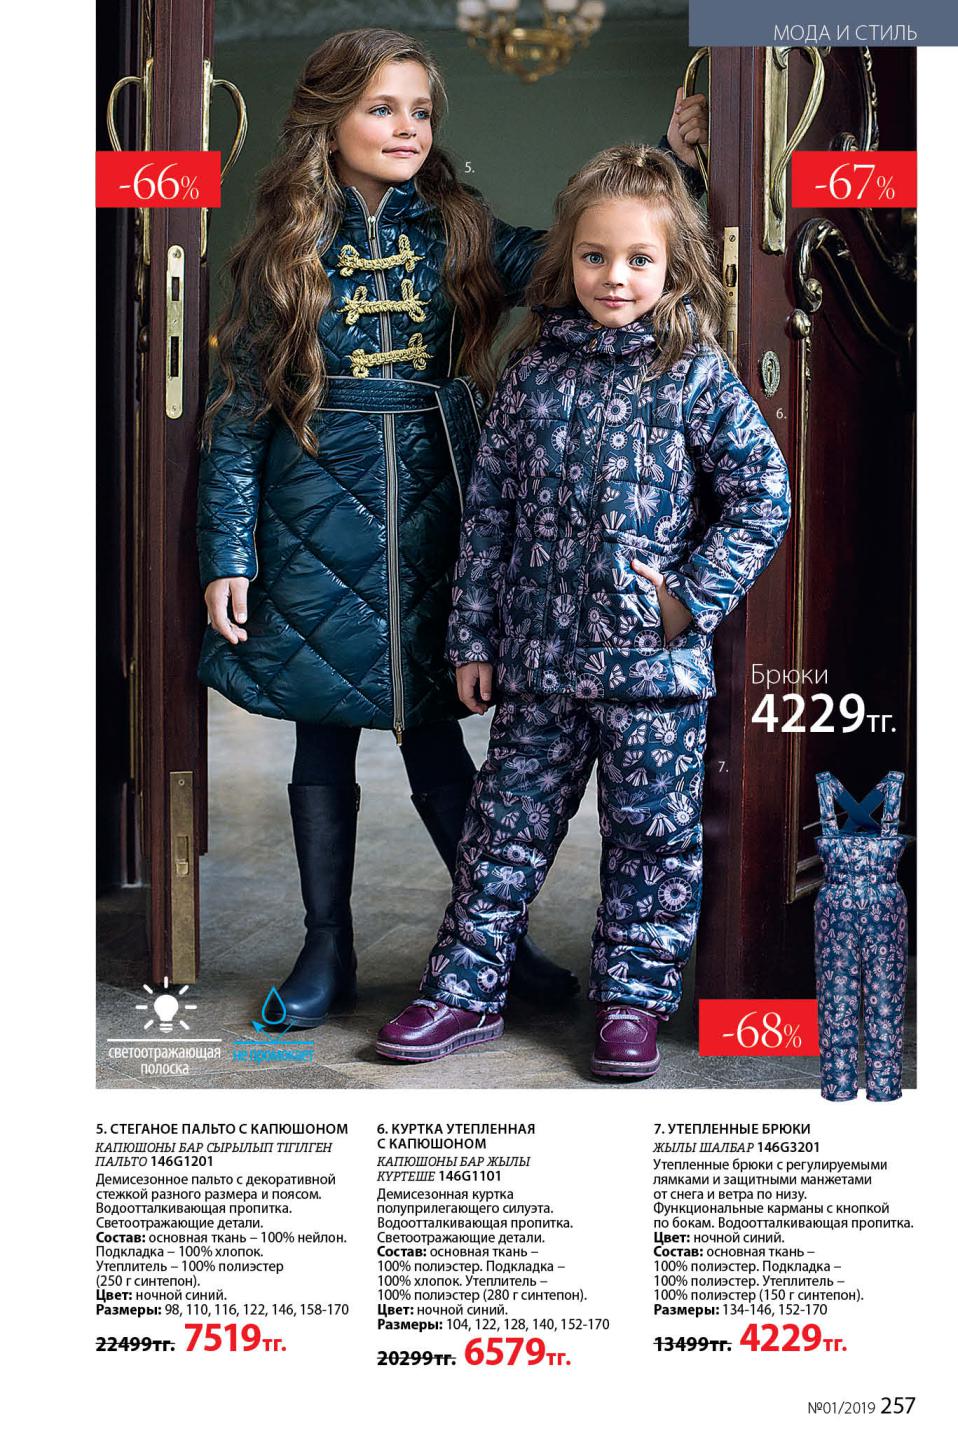 МОДА И СТИЛЬ
-66%
5.
-67%
6.
Брюки
4229тг.
7.
-68%
светоотражающая
полоска
не промокает
5. СТЕГАНОЕ ПАЛЬТО С КАПЮШОНОМ
КАПЮШОНЫ БАР СЫРЫЛЫП ТІГІЛГЕН
ПАЛЬТО 146G1201
Демисезонное пальто с декоративной
стежкой разного размера и поясом.
Водоотталкивающая пропитка.
Светоотражающие детали.
Состав: основная ткань – 100% нейлон.
Подкладка – 100% хлопок.
Утеплитель – 100% полиэстер
(250 г синтепон).
Цвет: ночной синий.
Размеры: 98, 110, 116, 122, 146, 158-170
22499тг. 7519тг.
6. КУРТКА УТЕПЛЕННАЯ
С КАПЮШОНОМ
КАПЮШОНЫ БАР ЖЫЛЫ
КҮРТЕШЕ 146G1101
Демисезонная куртка
полуприлегающего силуэта.
Водоотталкивающая пропитка.
Светоотражающие детали.
Состав: основная ткань –
100% полиэстер. Подкладка –
100% хлопок. Утеплитель –
100% полиэстер (280 г синтепон).
Цвет: ночной синий.
Размеры: 104, 122, 128, 140, 152-170
20299тг. 6579тг.
7. УТЕПЛЕННЫЕ БРЮКИ
ЖЫЛЫ ШАЛБАР 146G3201
Утепленные брюки с регулируемыми
лямками и защитными манжетами
от снега и ветра по низу.
Функциональные карманы с кнопкой
по бокам. Водоотталкивающая пропитка.
Цвет: ночной синий.
Состав: основная ткань –
100% полиэстер. Подкладка –
100% полиэстер. Утеплитель –
100% полиэстер (150 г синтепон).
Размеры: 134-146, 152-170
13499тг. 4229тг.
№01/2019 257